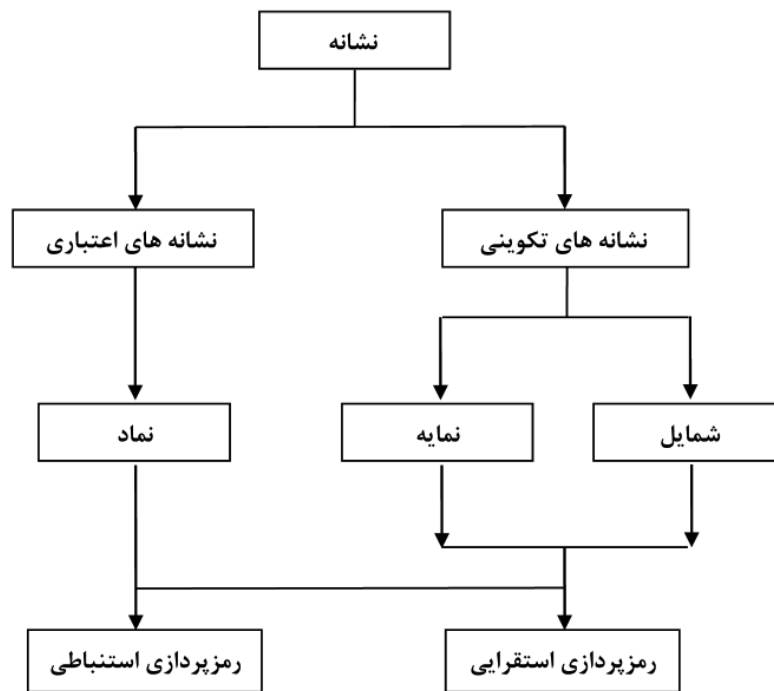 نشانه
نشانه های تکوینی
نشانه های اعتباری
شمایل
نمایه
نماد
رمزپردازی استقرایی
رمزپردازی استنباطی